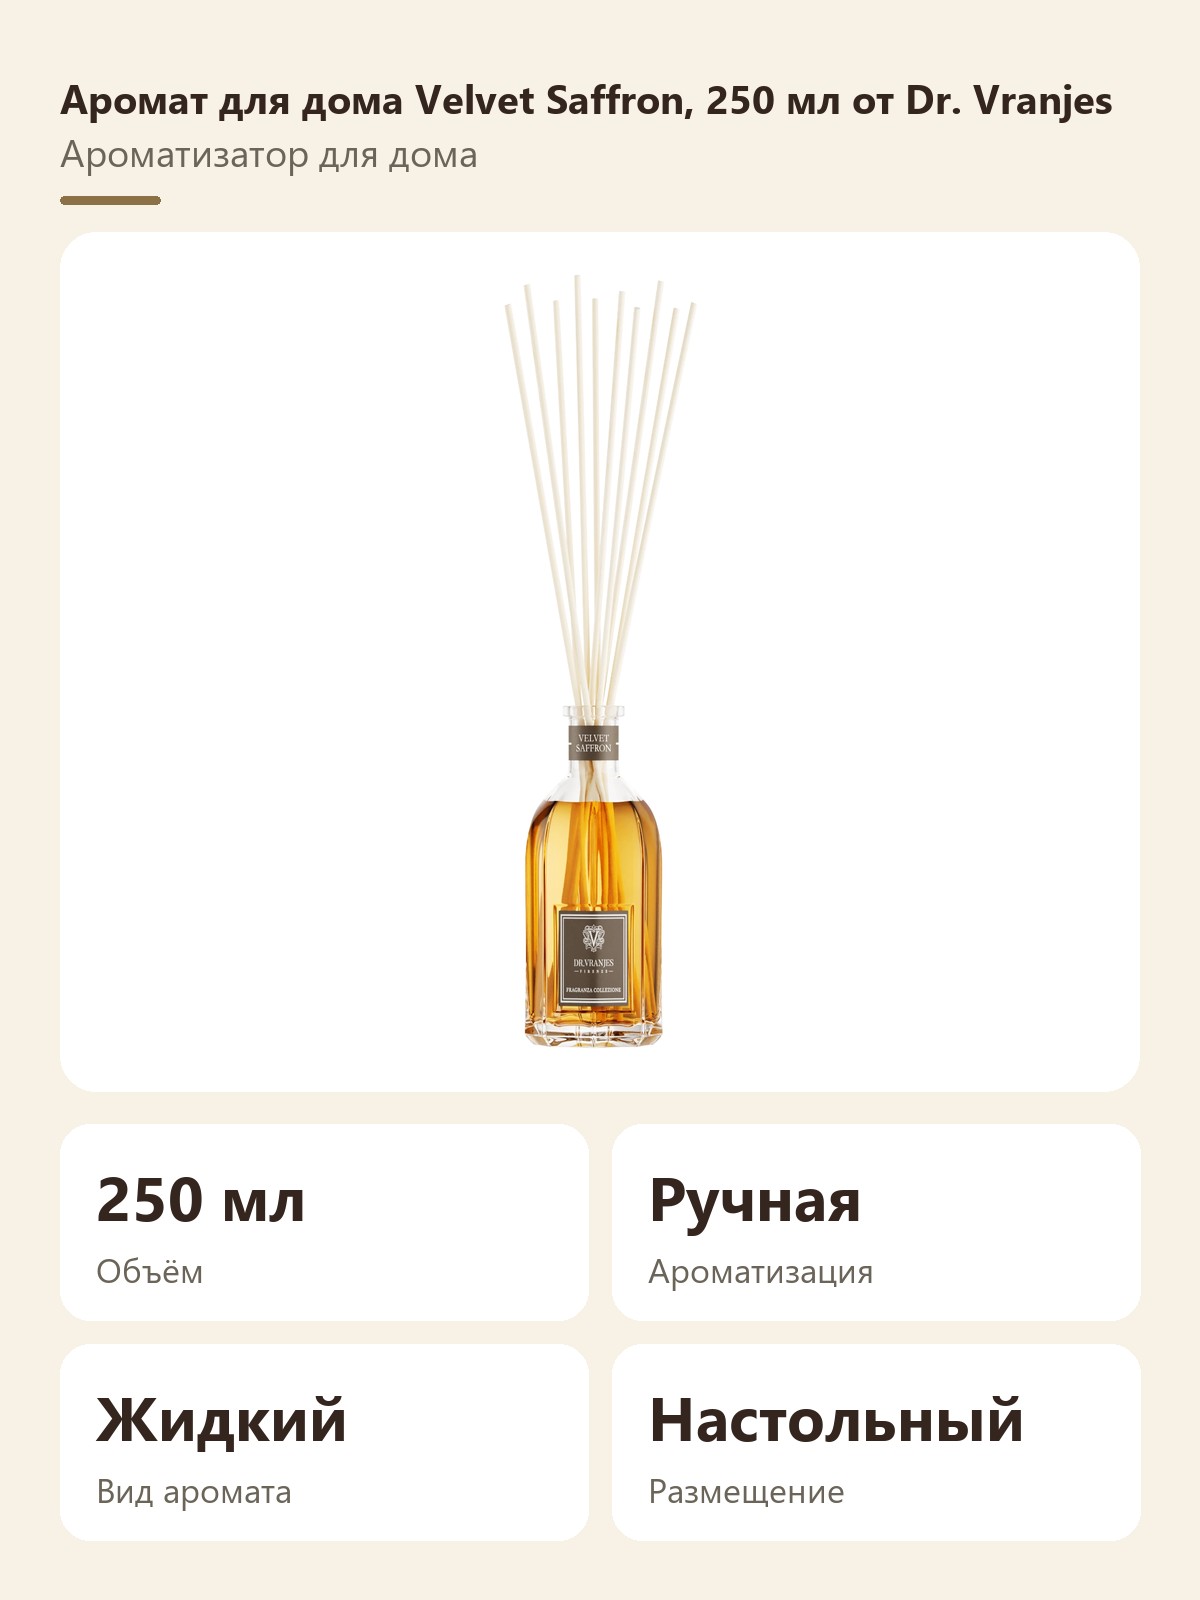 Аромат для дома Velvet Saffron, 250 мл от Dr. Vranjes
Ароматизатор для дома
VELVET
SAFFRON
V
DR.VRANJES
FIRENZE
FRAGRANZA COLLEZIONE
250 мл
Объём
Ручная
Ароматизация
Жидкий
Вид аромата
Настольный
Размещение